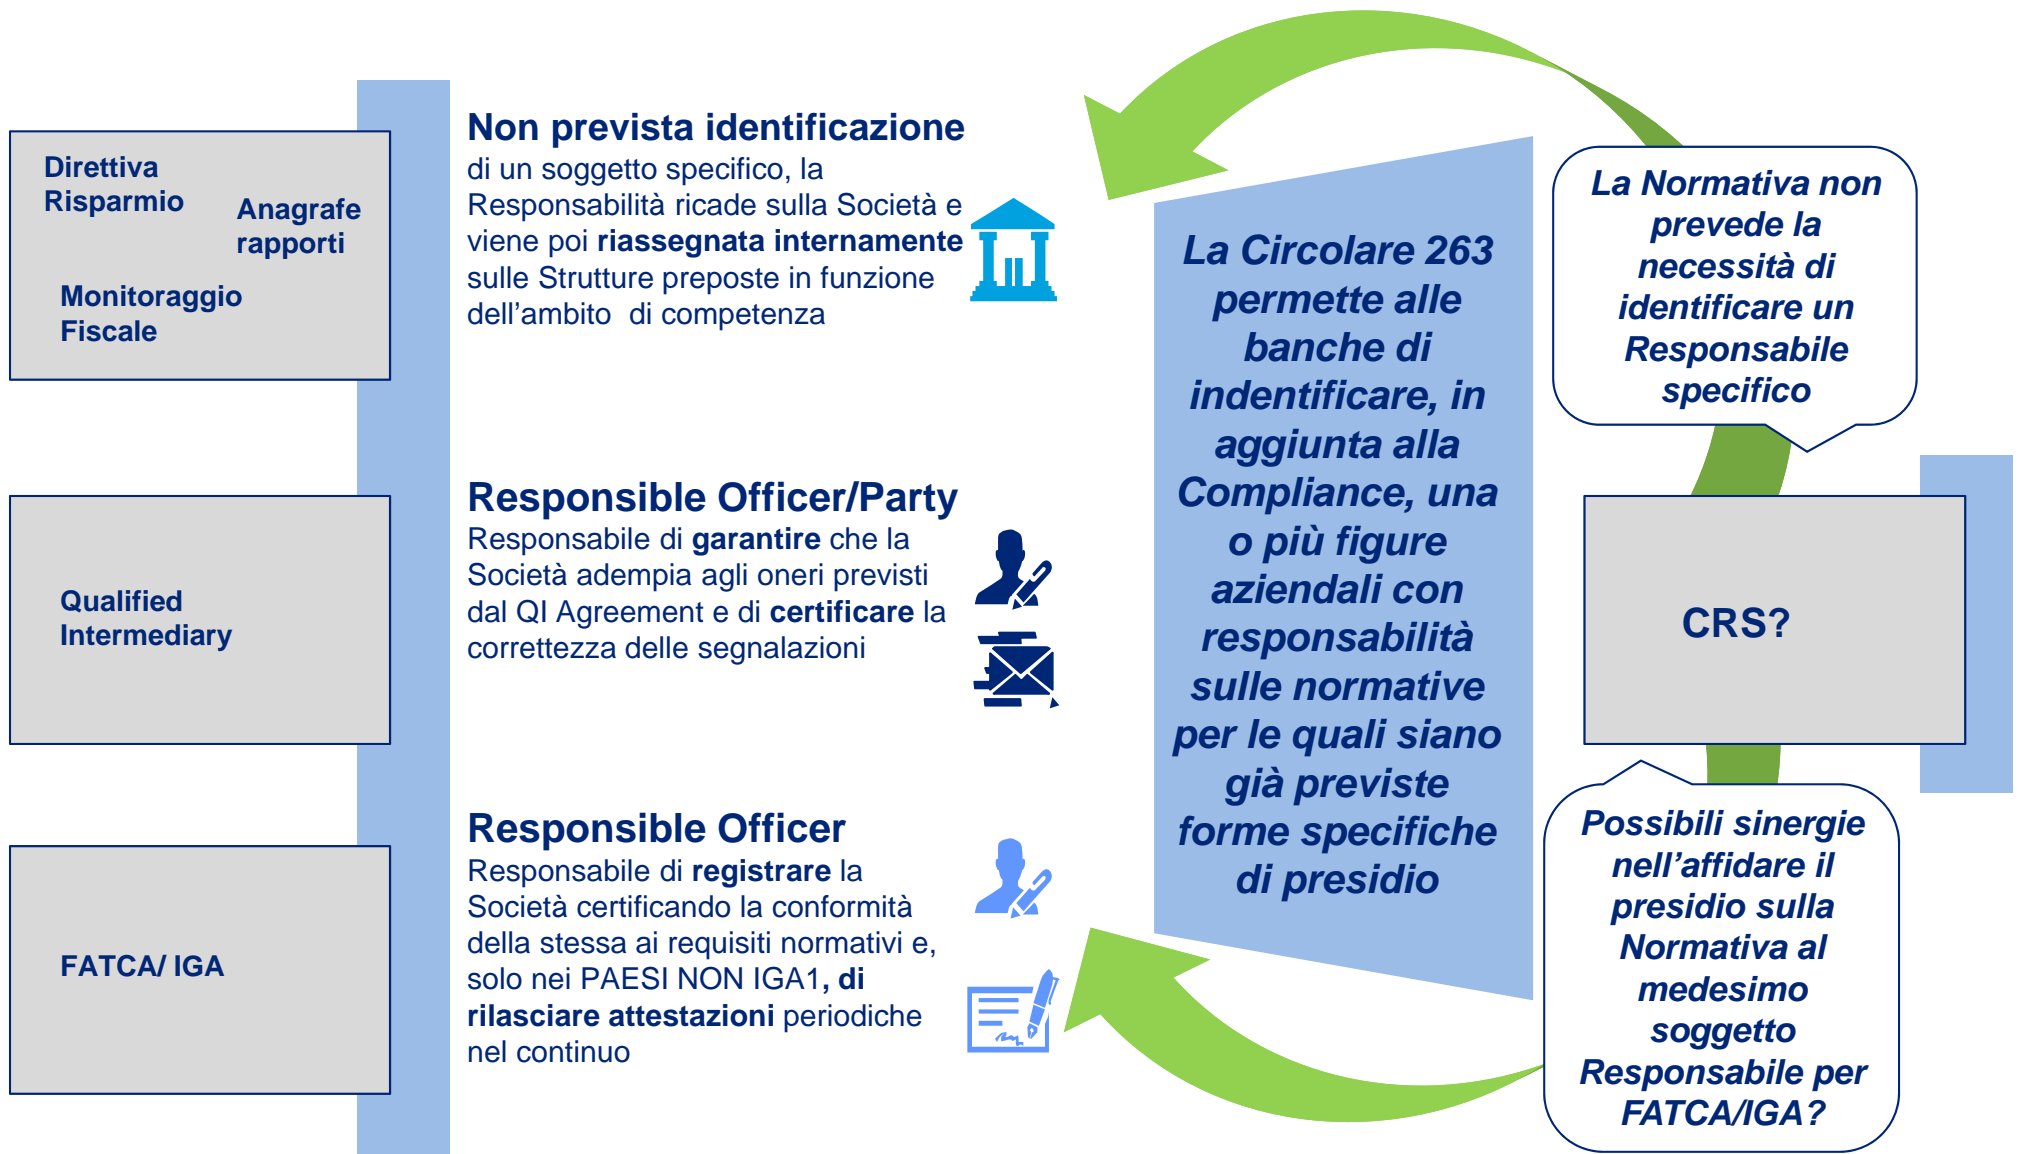 Direttiva
Risparmio
Anagrafe
rapporti
Monitoraggio
Fiscale
Non prevista identificazione
di un soggetto specifico, la
Responsabilità ricade sulla Società e
viene poi riassegnata internamente
sulle Strutture preposte in funzione
dell’ambito di competenza
Qualified
Intermediary
Responsible Officer/Party
Responsabile di garantire che la
Società adempia agli oneri previsti
dal QI Agreement e di certificare la
correttezza delle segnalazioni
FATCA/ IGA
Responsible Officer
Responsabile di registrare la
Società certificando la conformità
della stessa ai requisiti normativi e,
solo nei PAESI NON IGA1, di
rilasciare attestazioni periodiche
nel continuo
La Circolare 263
permette alle
banche di
indentificare, in
aggiunta alla
Compliance, una
o più figure
aziendali con
responsabilità
sulle normative
per le quali siano
già previste
forme specifiche
di presidio
La Normativa non
prevede la
necessità di
identificare un
Responsabile
specifico
CRS?
Possibili sinergie
nell’affidare il
presidio sulla
Normativa al
medesimo
soggetto
Responsabile per
FATCA/IGA?